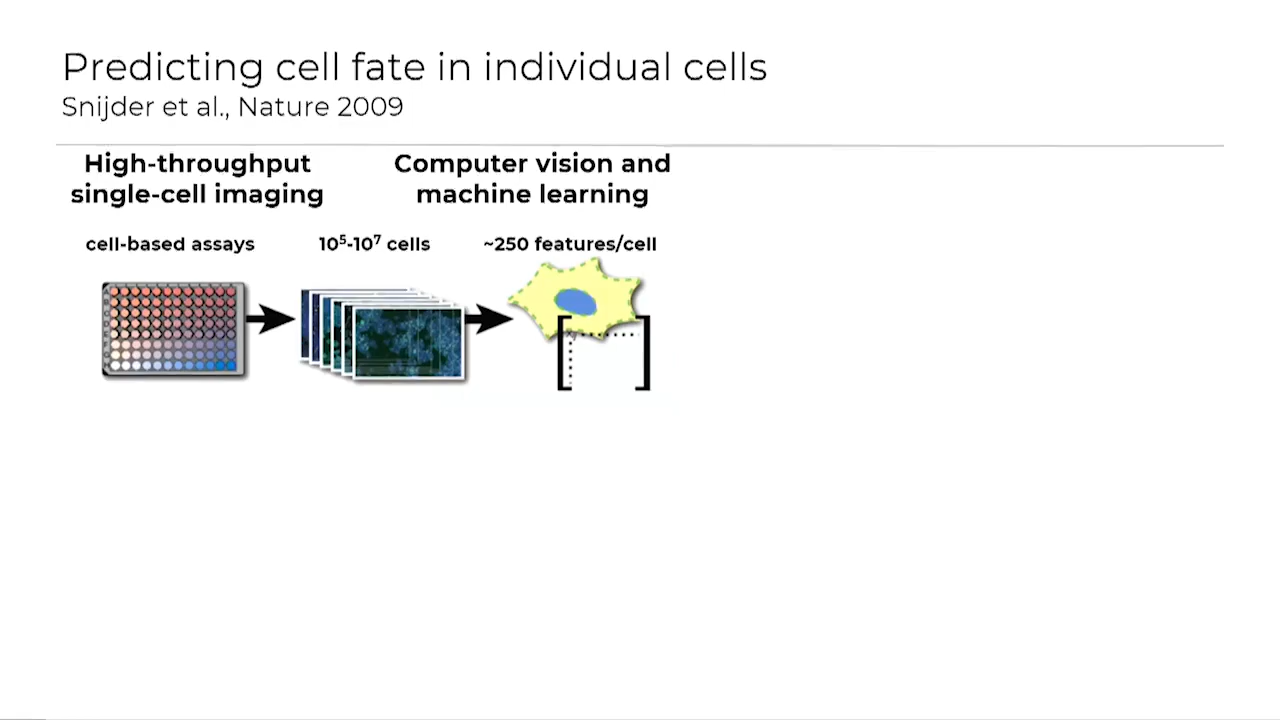 Predicting cell fate in individual cells
Snijder et al., Nature 2009
High-throughput
single-cell imaging
Computer vision and
machine learning
cell-based assays
10⁵-10⁷ cells
~250 features/cell